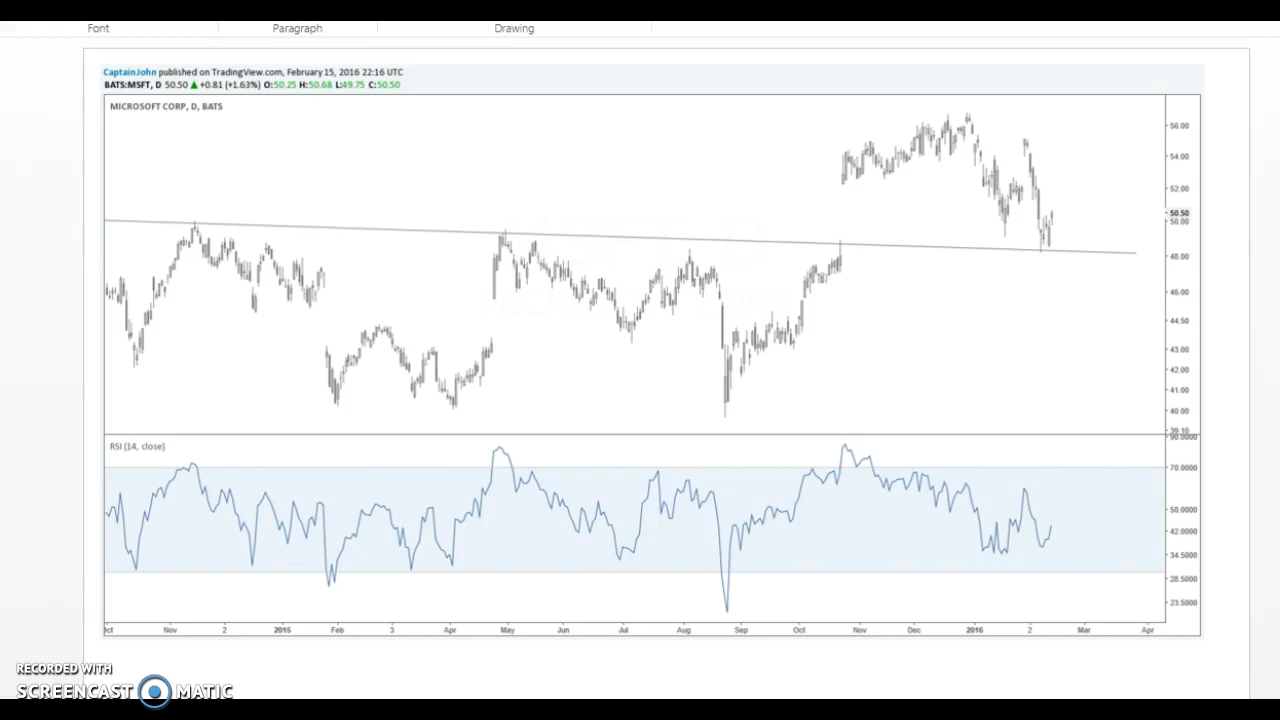 Font Paragraph Drawing
CaptainJohn published on TradingView.com, February 15, 2016 22:16 UTC
BATS:MSFT, D 50.50 ▲ +0.81 (+1.63%) O:50.25 H:50.68 L:49.75 C:50.50
MICROSOFT CORP, D, BATS
56.00
54.00
52.00
50.50
50.00
MSFT, D
48.00
46.00
44.50
43.00
42.00
41.00
40.00
39.10
90.0000
RSI (14, close)
70.0000
50.0000
42.0000
34.5000
28.5000
23.5000
Oct Nov 2 2015 Feb 3 Apr May Jun Jul Aug Sep Oct Nov Dec 2016 2 Mar Apr
RECORDED WITH
SCREENCAST MATIC